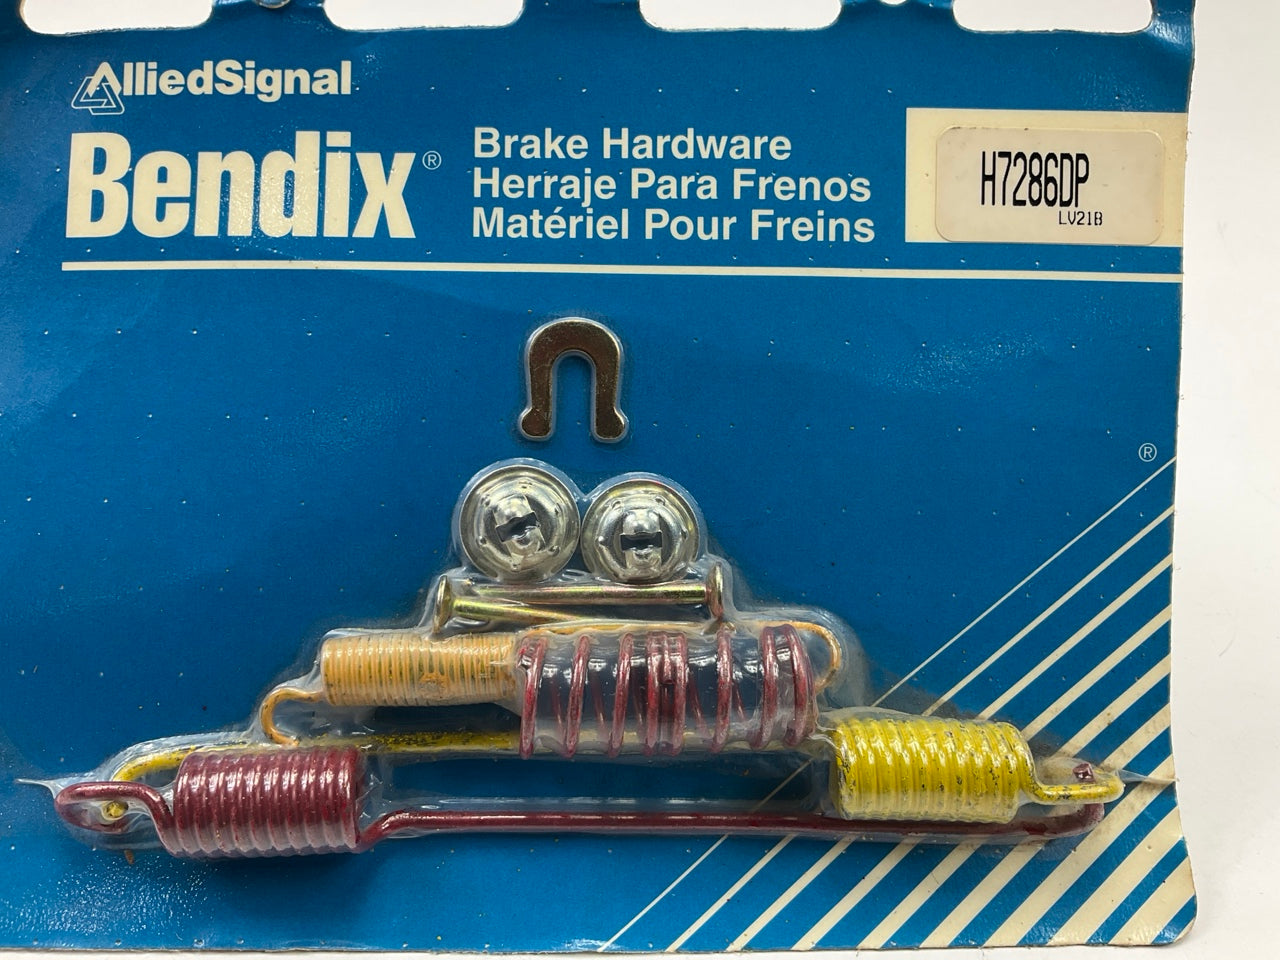 AlliedSignal
Bendix®
Brake Hardware
Herraje Para Frenos
Matériel Pour Freins
H7286DP
LV21B
®